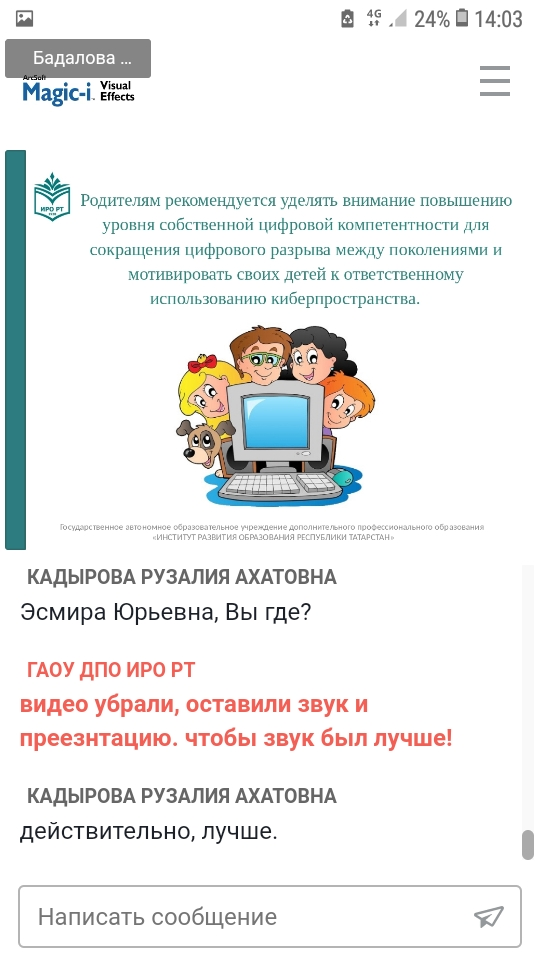 4G 24% 14:03
Бадалова ...
ArcSoft
Magic-i Visual
Effects
ИРО РТ
Родителям рекомендуется уделять внимание повышению
уровня собственной цифровой компетентности для
сокращения цифрового разрыва между поколениями и
мотивировать своих детей к ответственному
использованию киберпространства.
Государственное автономное образовательное учреждение дополнительного профессионального образования
«ИНСТИТУТ РАЗВИТИЯ ОБРАЗОВАНИЯ РЕСПУБЛИКИ ТАТАРСТАН»
КАДЫРОВА РУЗАЛИЯ АХАТОВНА
Эсмира Юрьевна, Вы где?
ГАОУ ДПО ИРО РТ
видео убрали, оставили звук и
преезнтацию. чтобы звук был лучше!
КАДЫРОВА РУЗАЛИЯ АХАТОВНА
действительно, лучше.
Написать сообщение